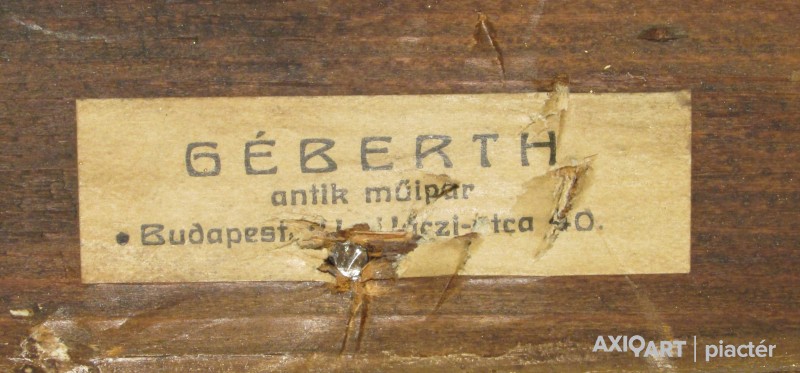 GÉBERTH
antik műipar
• Budapest, -utca 40.
AXIOART | piactér